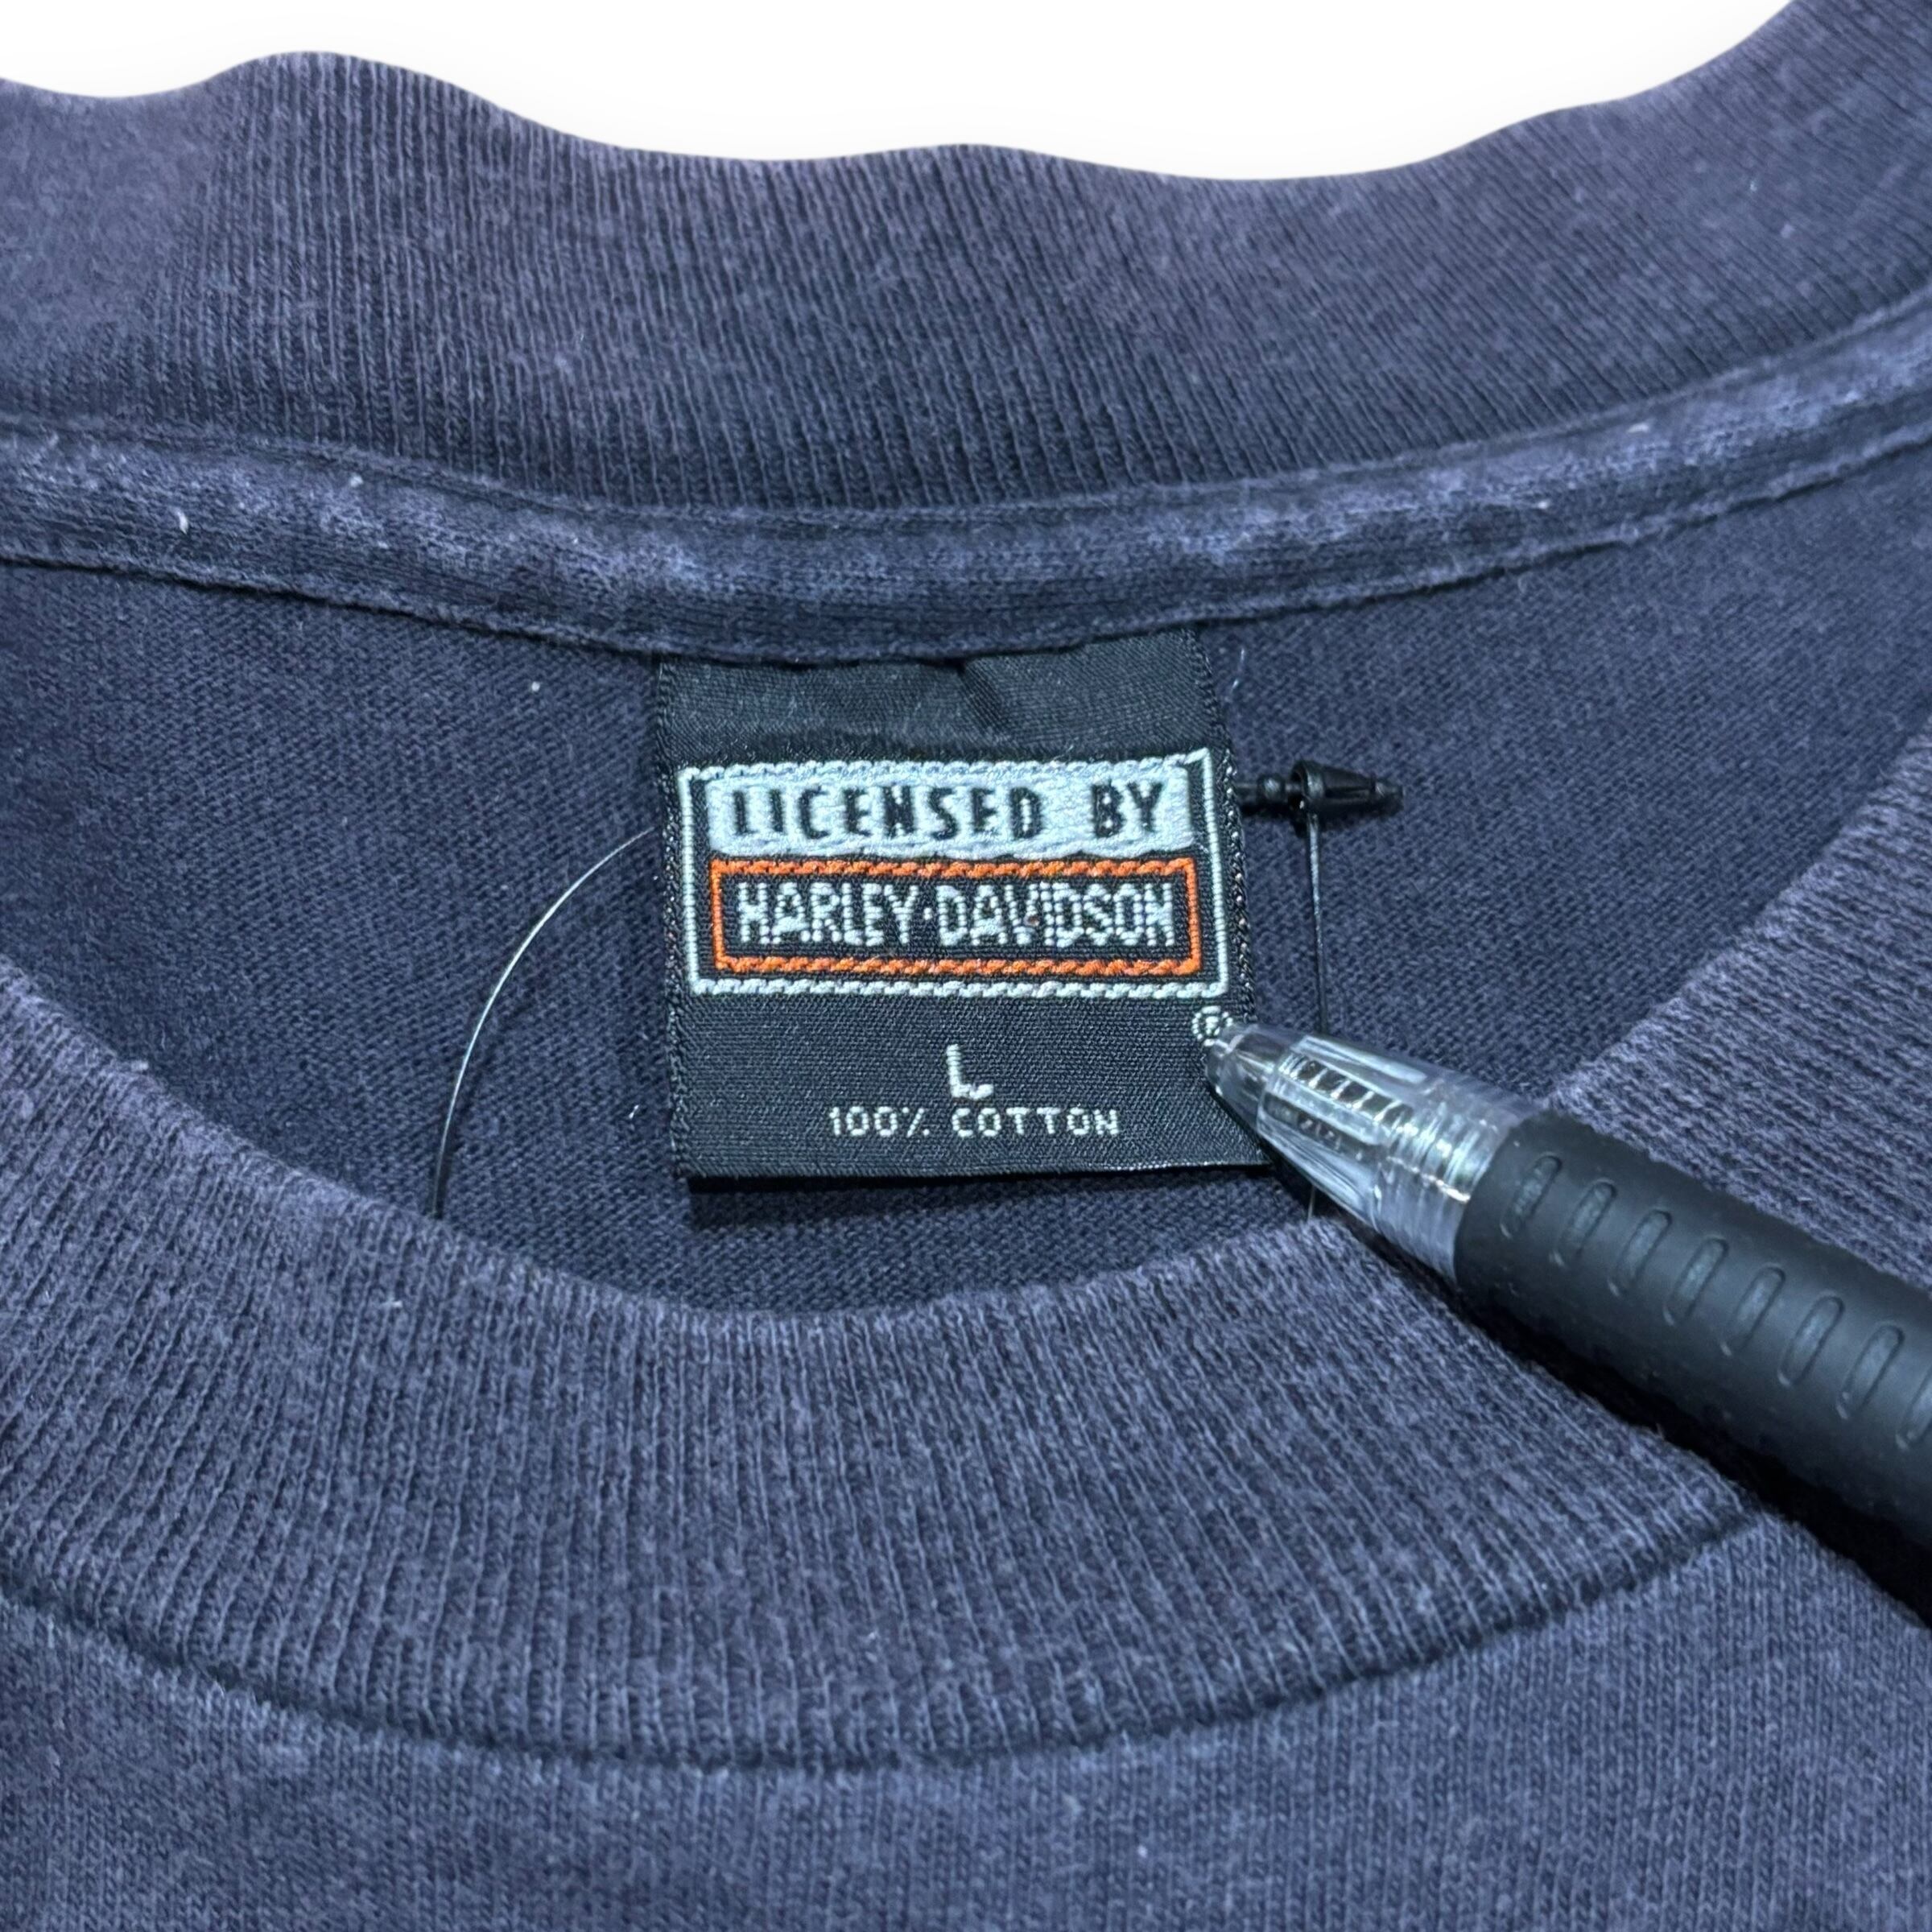 LICENSED BY
HARLEY-DAVIDSON
®
L
100% COTTON